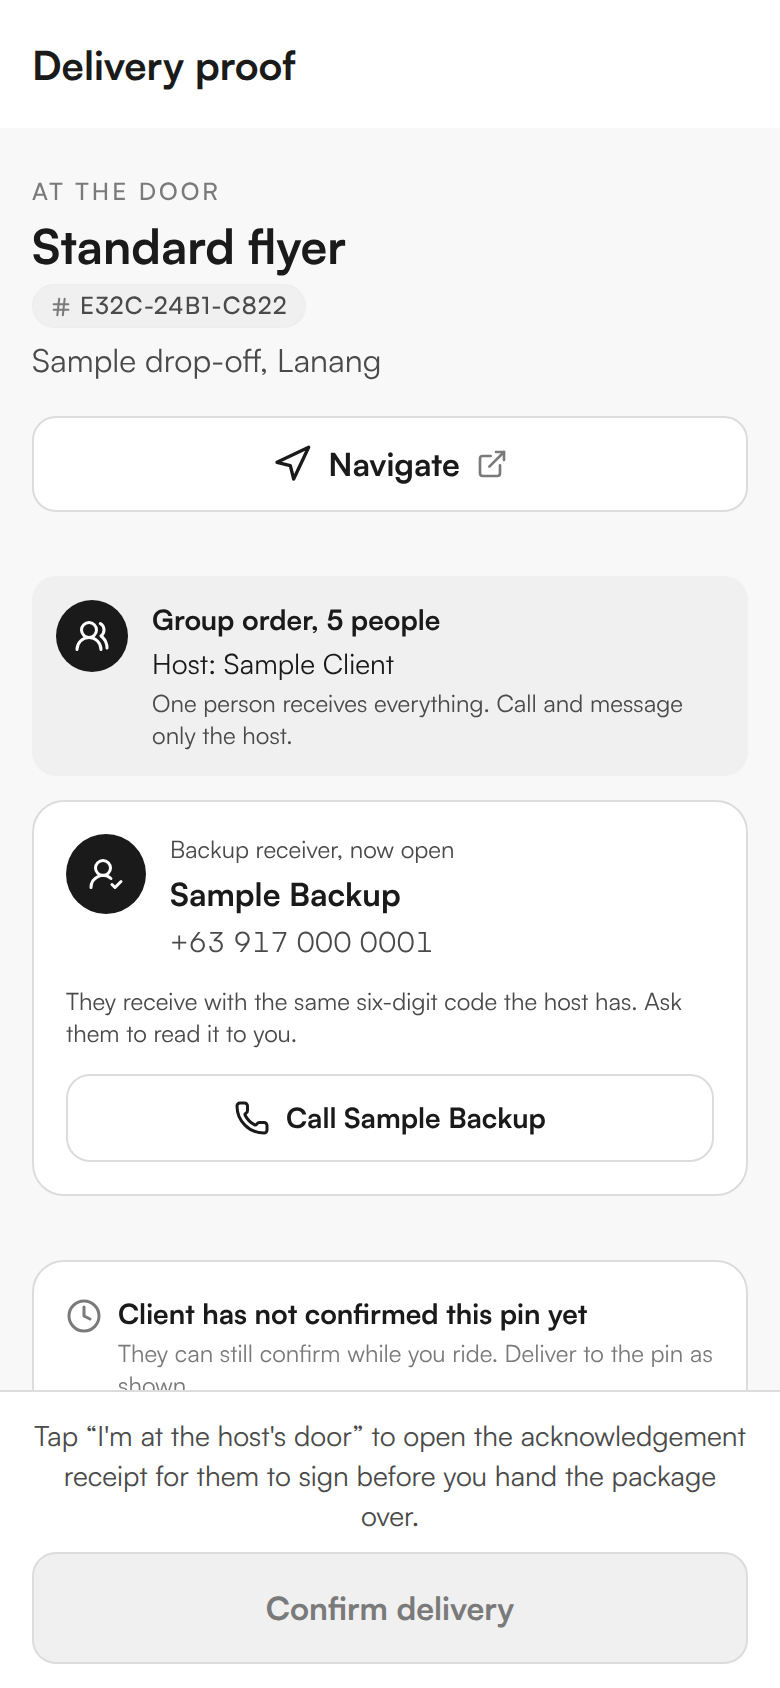 Delivery proof
AT THE DOOR
Standard flyer
# E32C-24B1-C822
Sample drop-off, Lanang
Navigate
Group order, 5 people
Host: Sample Client
One person receives everything. Call and message
only the host.
Backup receiver, now open
Sample Backup
+63 917 000 0001
They receive with the same six-digit code the host has. Ask
them to read it to you.
Call Sample Backup
Client has not confirmed this pin yet
They can still confirm while you ride. Deliver to the pin as
shown.
Tap “I'm at the host's door” to open the acknowledgement
receipt for them to sign before you hand the package
over.
Confirm delivery